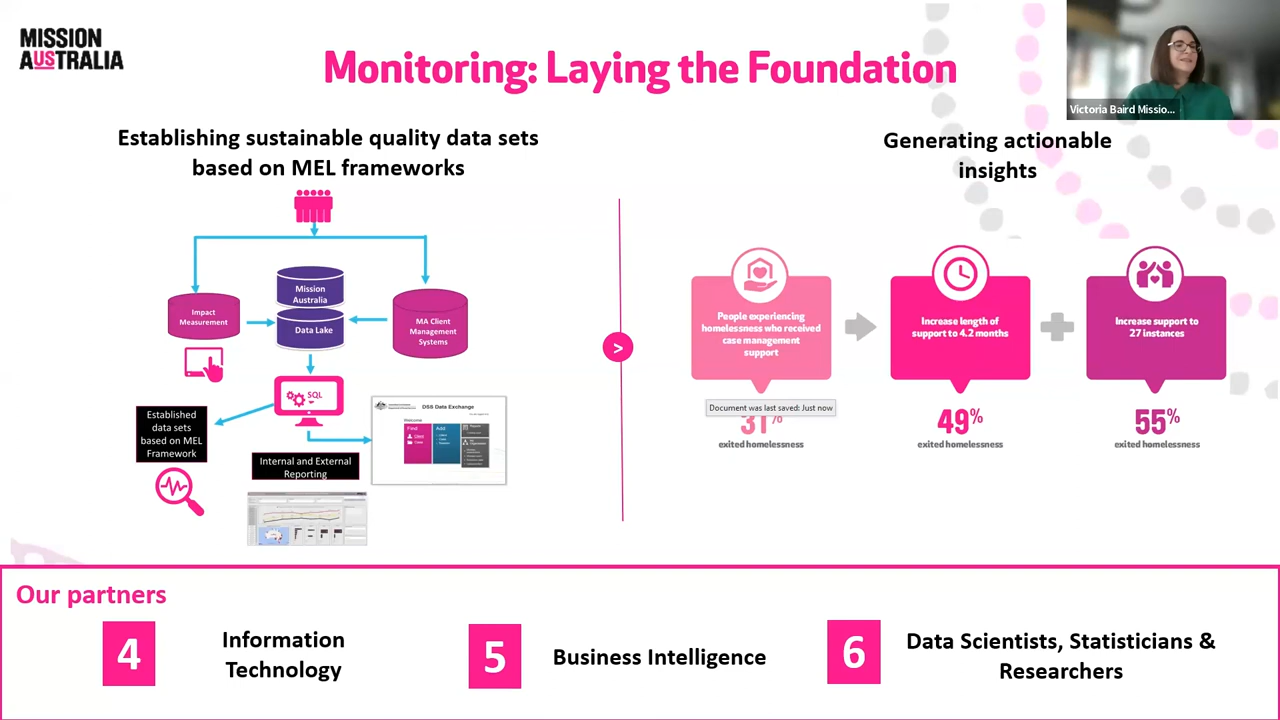 MISSION
AUSTRALIA
Monitoring: Laying the Foundation
Victoria Baird Missio...
Establishing sustainable quality data sets
based on MEL frameworks
Impact
Measurement
Mission
Australia
Data Lake
MA Client
Management
Systems
SQL
Established
data sets
based on MEL
Framework
Internal and External
Reporting
DSS Data Exchange
Welcome
Find
Add
>
Generating actionable
insights
People experiencing
homelessness who received
case management
support
Increase length of
support to 4.2 months
Increase support to
27 instances
Document was last saved: Just now
31%
exited homelessness
49%
exited homelessness
55%
exited homelessness
Our partners
4
Information
Technology
5
Business Intelligence
6
Data Scientists, Statisticians &
Researchers